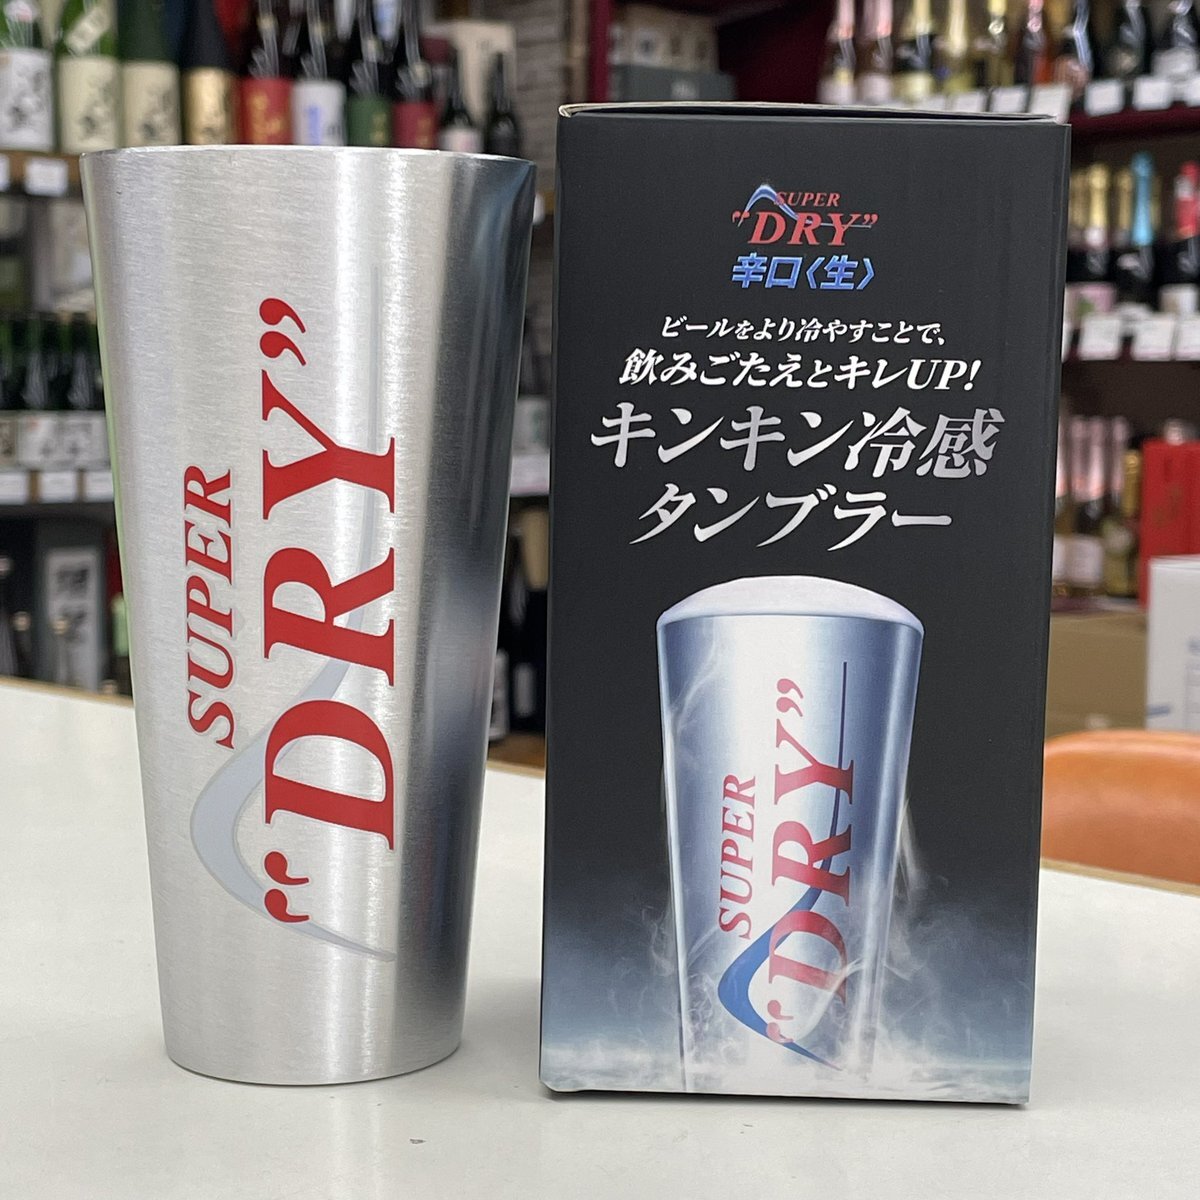 SUPER
"DRY"
SUPER
"DRY"
辛口〈生〉
ビールをより冷やすことで、
飲みごたえとキレUP!
キンキン冷感
タンブラー
SUPER
"DRY"